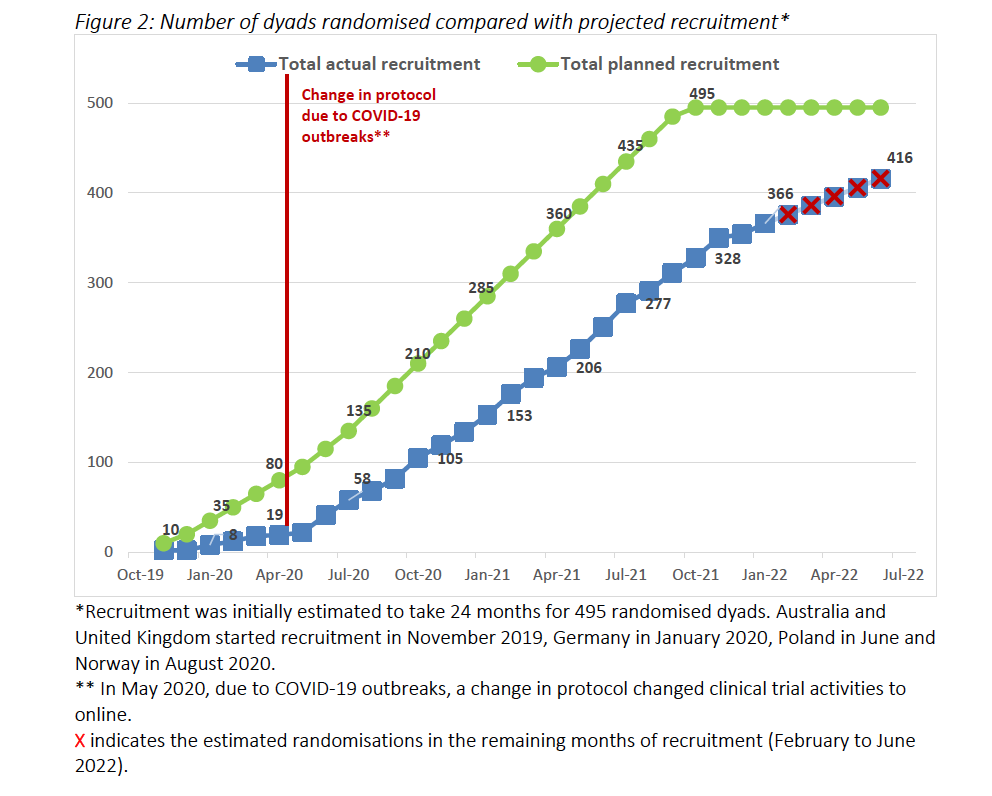 Figure 2: Number of dyads randomised compared with projected recruitment*
Total actual recruitment
Total planned recruitment
Change in protocol
due to COVID-19
outbreaks**
500
400
300
200
100
0
10
35
80
135
210
285
360
435
495
8
19
58
105
153
206
277
328
366
416
Oct-19
Jan-20
Apr-20
Jul-20
Oct-20
Jan-21
Apr-21
Jul-21
Oct-21
Jan-22
Apr-22
Jul-22
*Recruitment was initially estimated to take 24 months for 495 randomised dyads. Australia and
United Kingdom started recruitment in November 2019, Germany in January 2020, Poland in June and
Norway in August 2020.
** In May 2020, due to COVID-19 outbreaks, a change in protocol changed clinical trial activities to
online.
X indicates the estimated randomisations in the remaining months of recruitment (February to June
2022).